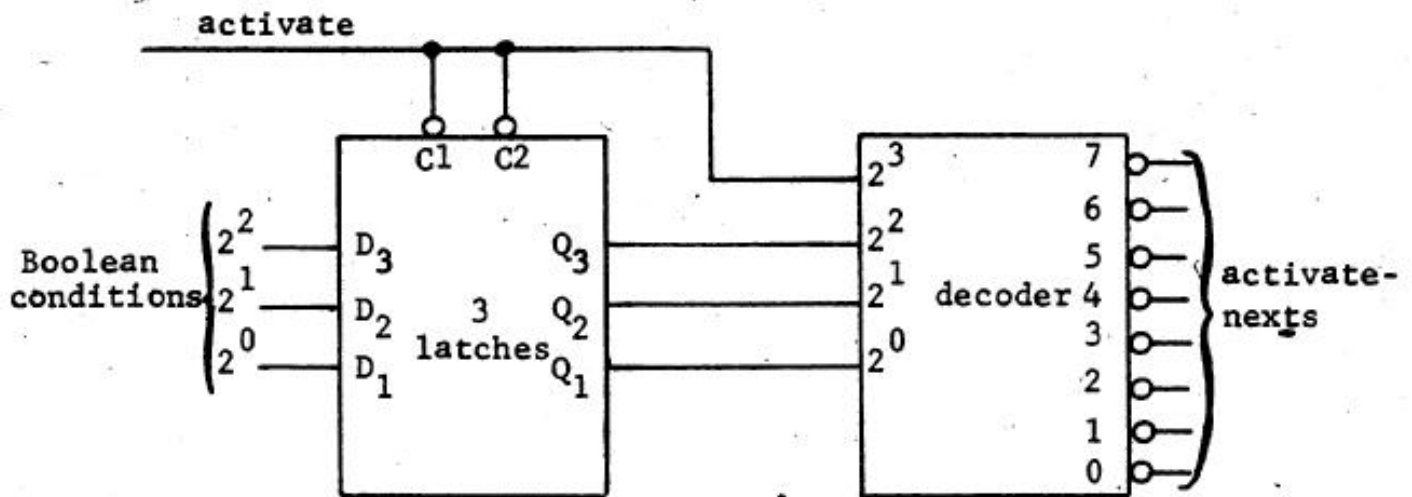 activate
C1 C2
Boolean
conditions
2^2
2^1
2^0
D3
D2
D1
3
latches
Q3
Q2
Q1
2^3
2^2
2^1
2^0
decoder
7
6
5
4
3
2
1
0
activate-
nexts